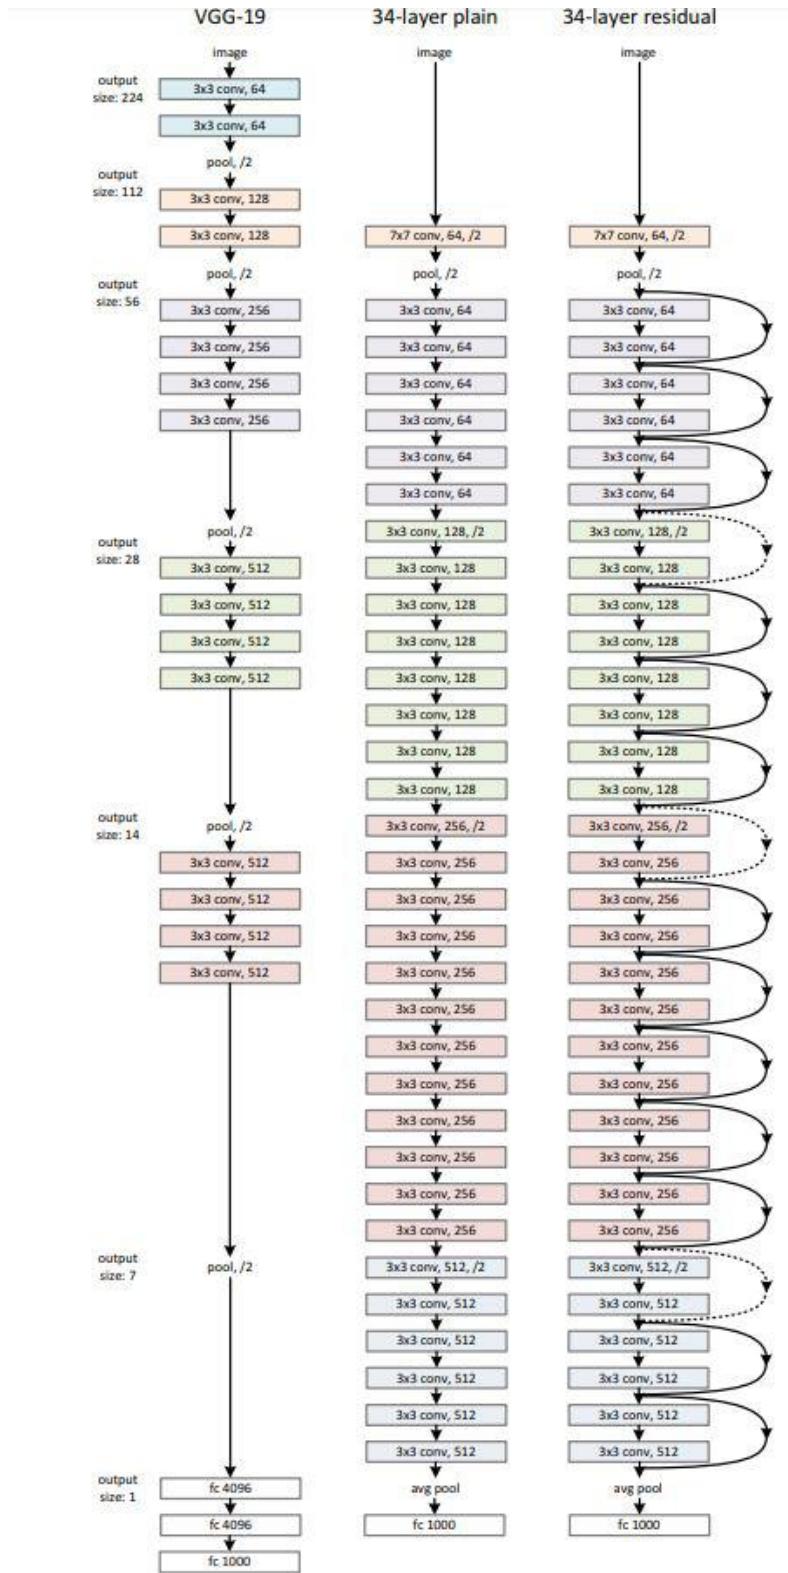 output
size: 224
output
size: 112
output
size: 56
output
size: 28
output
size: 14
output
size: 7
output
size: 1
VGG-19
image
3x3 conv, 64
3x3 conv, 64
pool, /2
3x3 conv, 128
3x3 conv, 128
pool, /2
3x3 conv, 256
3x3 conv, 256
3x3 conv, 256
3x3 conv, 256
pool, /2
3x3 conv, 512
3x3 conv, 512
3x3 conv, 512
3x3 conv, 512
pool, /2
3x3 conv, 512
3x3 conv, 512
3x3 conv, 512
3x3 conv, 512
pool, /2
fc 4096
fc 4096
fc 1000
34-layer plain
image
7x7 conv, 64, /2
pool, /2
3x3 conv, 64
3x3 conv, 64
3x3 conv, 64
3x3 conv, 64
3x3 conv, 64
3x3 conv, 64
3x3 conv, 128, /2
3x3 conv, 128
3x3 conv, 128
3x3 conv, 128
3x3 conv, 128
3x3 conv, 128
3x3 conv, 128
3x3 conv, 128
3x3 conv, 256, /2
3x3 conv, 256
3x3 conv, 256
3x3 conv, 256
3x3 conv, 256
3x3 conv, 256
3x3 conv, 256
3x3 conv, 256
3x3 conv, 256
3x3 conv, 256
3x3 conv, 256
3x3 conv, 256
3x3 conv, 512, /2
3x3 conv, 512
3x3 conv, 512
3x3 conv, 512
3x3 conv, 512
3x3 conv, 512
avg pool
fc 1000
34-layer residual
image
7x7 conv, 64, /2
pool, /2
3x3 conv, 64
3x3 conv, 64
3x3 conv, 64
3x3 conv, 64
3x3 conv, 64
3x3 conv, 64
3x3 conv, 128, /2
3x3 conv, 128
3x3 conv, 128
3x3 conv, 128
3x3 conv, 128
3x3 conv, 128
3x3 conv, 128
3x3 conv, 128
3x3 conv, 256, /2
3x3 conv, 256
3x3 conv, 256
3x3 conv, 256
3x3 conv, 256
3x3 conv, 256
3x3 conv, 256
3x3 conv, 256
3x3 conv, 256
3x3 conv, 256
3x3 conv, 256
3x3 conv, 256
3x3 conv, 512, /2
3x3 conv, 512
3x3 conv, 512
3x3 conv, 512
3x3 conv, 512
3x3 conv, 512
avg pool
fc 1000